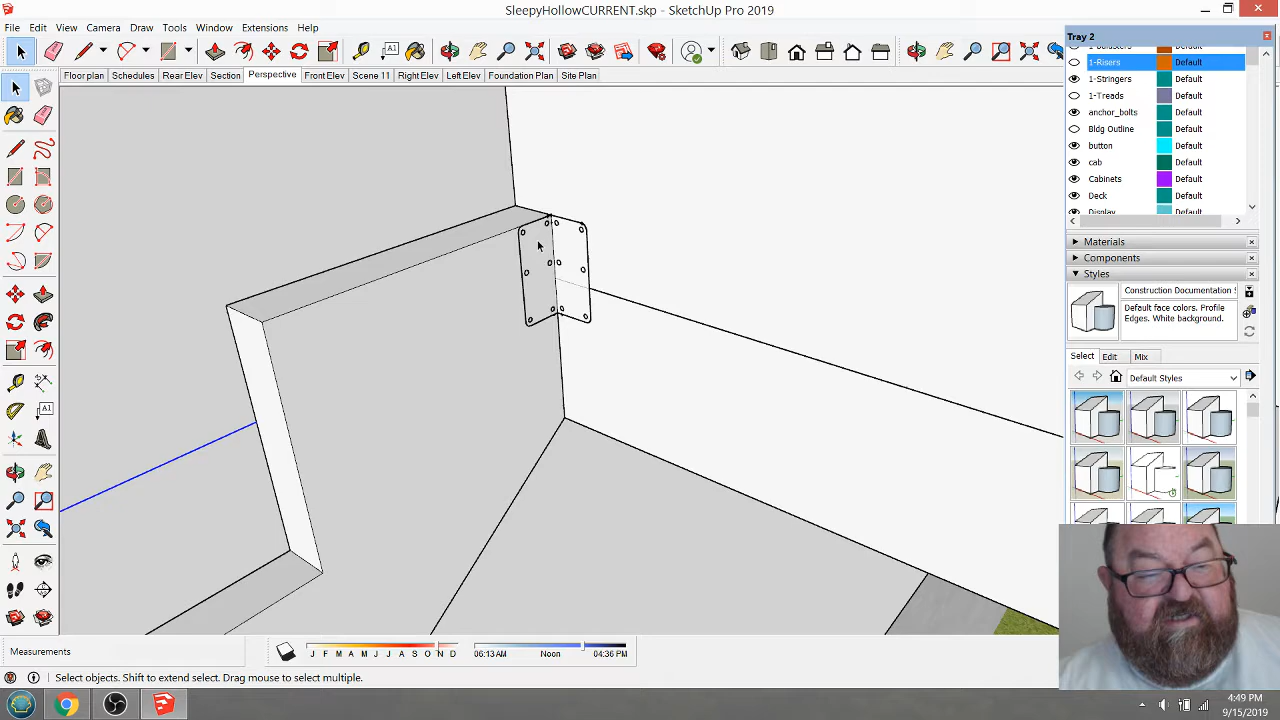 SleepyHollowCURRENT.skp - SketchUp Pro 2019
File Edit View Camera Draw Tools Window Extensions Help
Floor plan Schedules Rear Elev Section Perspective Front Elev Scene 11 Right Elev Left Elev Foundation Plan Site Plan
Tray 2
1-Balusters Default
1-Risers Default
1-Stringers Default
1-Treads Default
anchor_bolts Default
Bldg Outline Default
button Default
cab Default
Cabinets Default
Deck Default
Display Default
Materials
Components
Styles
Construction Documentation S
Default face colors. Profile
Edges. White background.
Select Edit Mix
Default Styles
Measurements
J F M A M J J A S O N D
06:13 AM Noon 04:36 PM
Select objects. Shift to extend select. Drag mouse to select multiple.
4:49 PM
9/15/2019